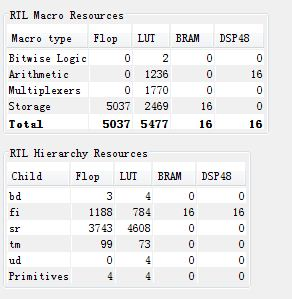 RTL Macro Resources
Macro type Flop LUT BRAM DSP48
Bitwise Logic 0 2 0 0
Arithmetic 0 1236 0 16
Multiplexers 0 1770 0 0
Storage 5037 2469 16 0
Total 5037 5477 16 16
RTL Hierarchy Resources
Child Flop LUT BRAM DSP48
bd 3 4 0 0
fi 1188 784 16 16
sr 3743 4608 0 0
tm 99 73 0 0
ud 0 4 0 0
Primitives 4 4 0 0